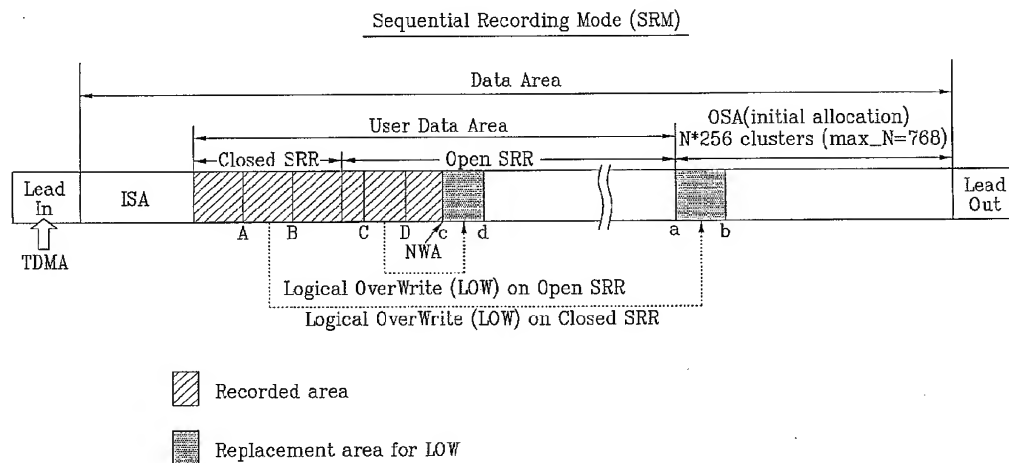 Sequential Recording Mode (SRM)
Data Area
OSA(initial allocation)
N*256 clusters (max_N=768)
User Data Area
Closed SRR
Open SRR
Lead
In
ISA
Lead
Out
A
B
C
D
c
d
a
b
NWA
TDMA
Logical OverWrite (LOW) on Open SRR
Logical OverWrite (LOW) on Closed SRR
Recorded area
Replacement area for LOW